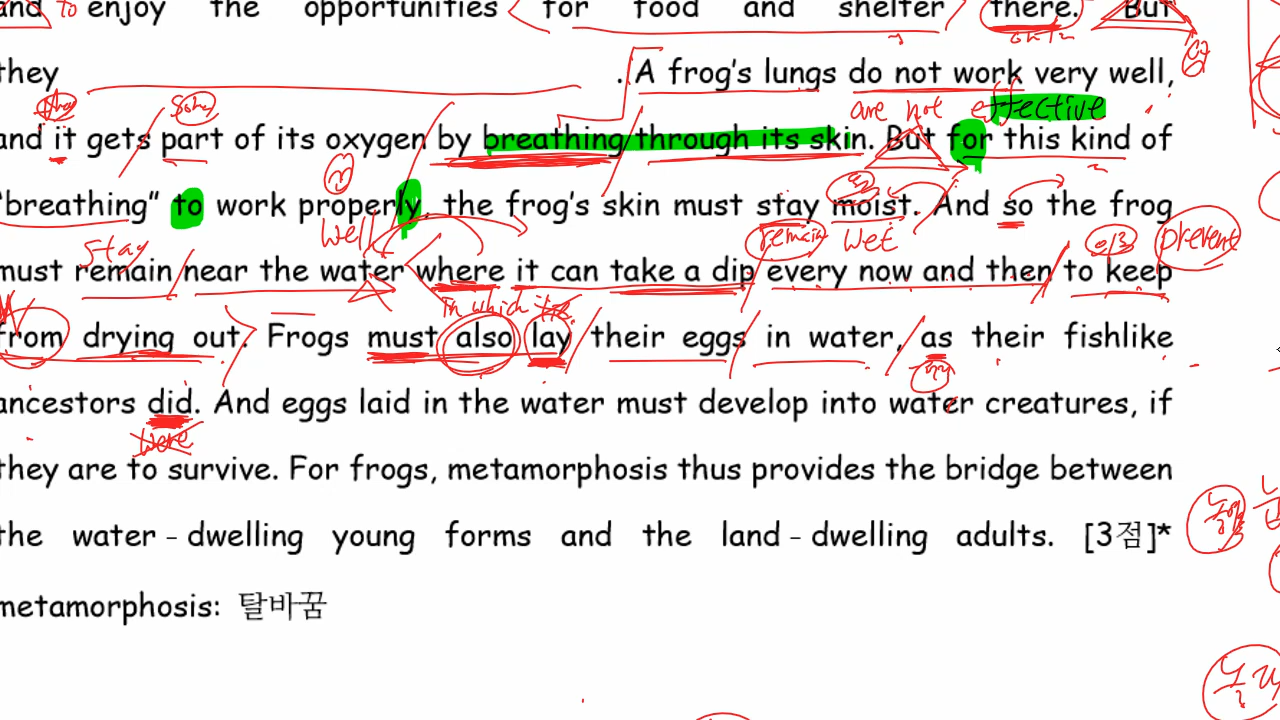 and to enjoy the opportunities for food and shelter there. But
they . A frog's lungs do not work very well,
are not effective
and it gets part of its oxygen by breathing through its skin. But for this kind of
"breathing" to work properly, the frog's skin must stay moist. And so the frog
well remain wet prevent
stay
must remain near the water where it can take a dip every now and then to keep
in which
from drying out. Frogs must also lay their eggs in water, as their fishlike
ancestors did. And eggs laid in the water must develop into water creatures, if
were
they are to survive. For frogs, metamorphosis thus provides the bridge between
the water-dwelling young forms and the land-dwelling adults. [3점]*
metamorphosis: 탈바꿈